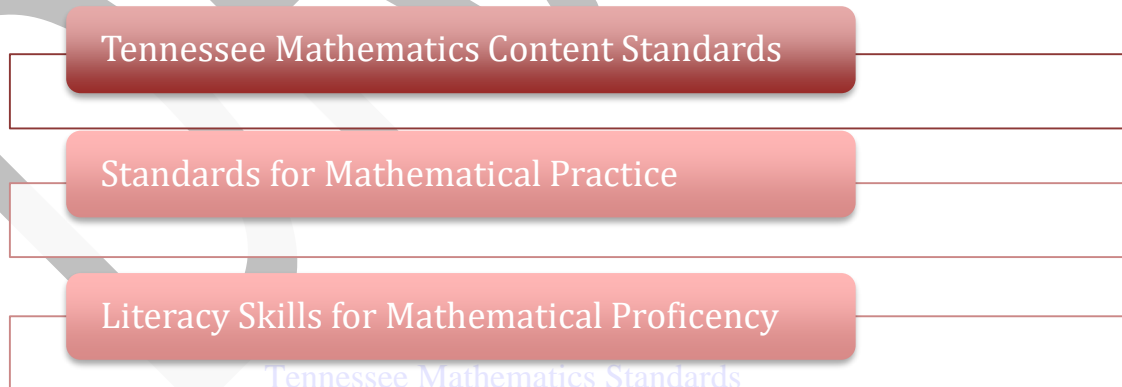 Tennessee Mathematics Content Standards
Standards for Mathematical Practice
Literacy Skills for Mathematical Proficency
Tennessee Mathematics Standards